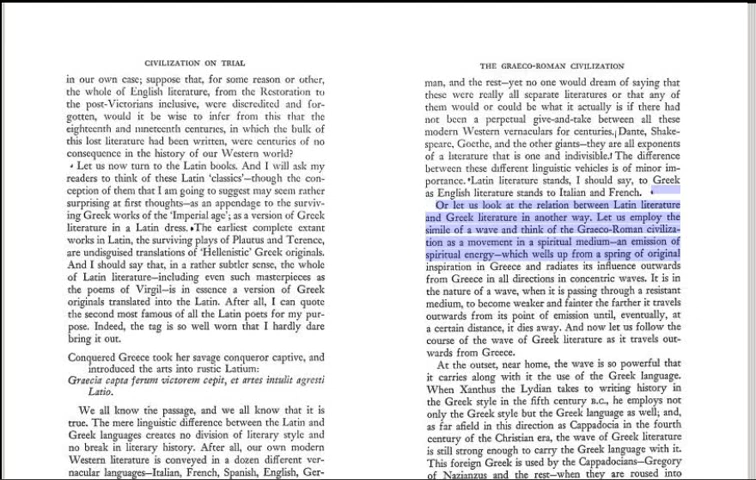 CIVILIZATION ON TRIAL
in our own case; suppose that, for some reason or other,
the whole of English literature, from the Restoration to
the post-Victorians inclusive, were discredited and for-
gotten, would it be wise to infer from this that the
eighteenth and nineteenth centuries, in which the bulk of
this lost literature had been written, were centuries of no
consequence in the history of our Western world?
Let us now turn to the Latin books. And I will ask my
readers to think of these Latin 'classics'—though the con-
ception of them that I am going to suggest may seem rather
surprising at first thoughts—as an appendage to the surviv-
ing Greek works of the 'Imperial age'; as a version of Greek
literature in a Latin dress. The earliest complete extant
works in Latin, the surviving plays of Plautus and Terence,
are undisguised translations of 'Hellenistic' Greek originals.
And I should say that, in a rather subtler sense, the whole
of Latin literature—including even such masterpieces as
the poems of Virgil—is in essence a version of Greek
originals translated into the Latin. After all, I can quote
the second most famous of all the Latin poets for my pur-
pose. Indeed, the tag is so well worn that I hardly dare
bring it out.
Conquered Greece took her savage conqueror captive, and
introduced the arts into rustic Latium:
Graecia capta ferum victorem cepit, et artes intulit agresti
Latio.
We all know the passage, and we all know that it is
true. The mere linguistic difference between the Latin and
Greek languages creates no division of literary style and
no break in literary history. After all, our own modern
Western literature is conveyed in a dozen different ver-
nacular languages—Italian, French, Spanish, English, Ger-
THE GRAECO-ROMAN CIVILIZATION
man, and the rest—yet no one would dream of saying that
these were really all separate literatures or that any of
them would or could be what it actually is if there had
not been a perpetual give-and-take between all these
modern Western vernaculars for centuries. Dante, Shake-
speare, Goethe, and the other giants—they are all exponents
of a literature that is one and indivisible. The difference
between these different linguistic vehicles is of minor im-
portance. Latin literature stands, I should say, to Greek
as English literature stands to Italian and French.
Or let us look at the relation between Latin literature
and Greek literature in another way. Let us employ the
simile of a wave and think of the Graeco-Roman civiliza-
tion as a movement in a spiritual medium—an emission of
spiritual energy—which wells up from a spring of original
inspiration in Greece and radiates its influence outwards
from Greece in all directions in concentric waves. It is in
the nature of a wave, when it is passing through a resistant
medium, to become weaker and fainter the farther it travels
outwards from its point of emission until, eventually, at
a certain distance, it dies away. And now let us follow the
course of the wave of Greek literature as it travels out-
wards from Greece.
At the outset, near home, the wave is so powerful that
it carries along with it the use of the Greek language.
When Xanthus the Lydian takes to writing history in
the Greek style in the fifth century B.C., he employs not
only the Greek style but the Greek language as well; and,
as far afield in this direction as Cappadocia in the fourth
century of the Christian era, the wave of Greek literature
is still strong enough to carry the Greek language with it.
This foreign Greek is used by the Cappadocians—Gregory
of Nazianzus and the rest—when they are roused into